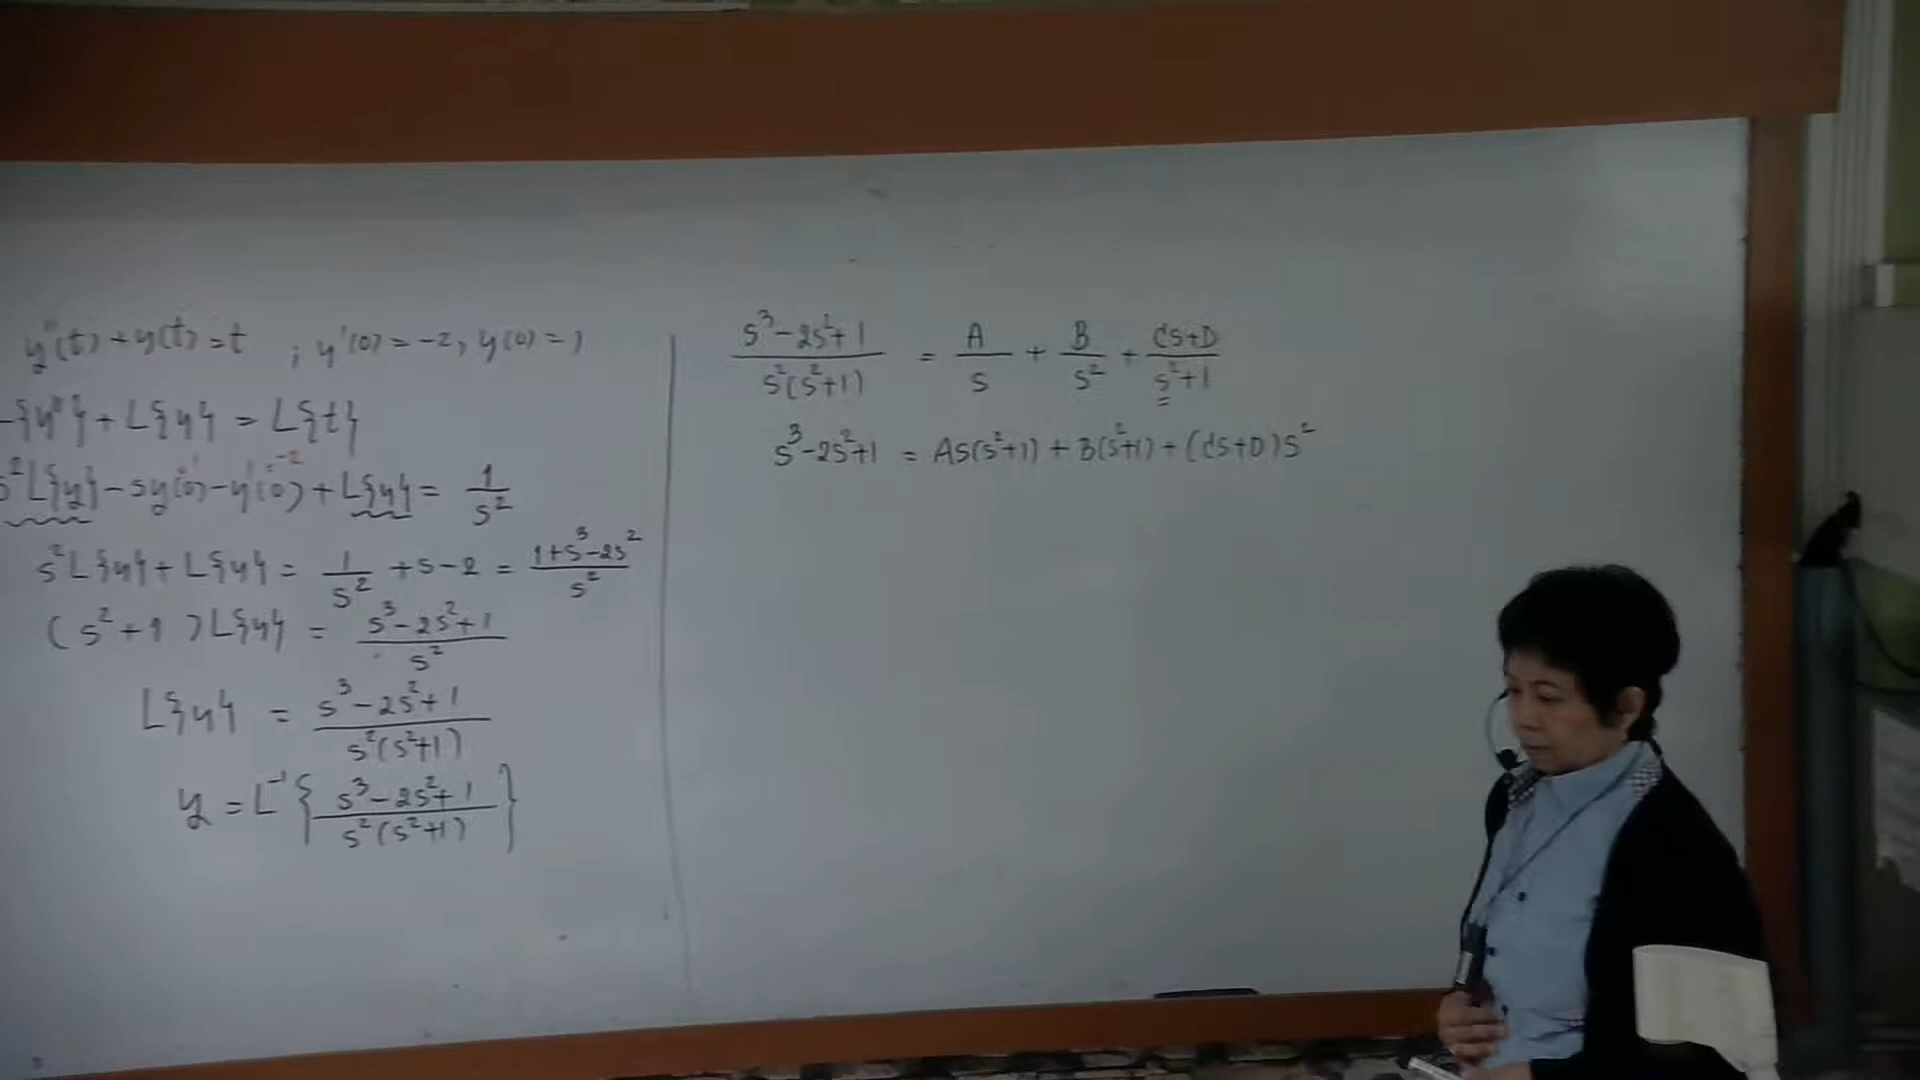 y''(t) + y(t) = t ; y'(0) = -2, y(0) = 1
{y''} + L{y} = L{t}
s²L{y} - sy(0) - y'(0) + L{y} = 1/s²
1 = -2
s²L{y} + L{y} = 1/s² + s - 2 = (1+s³-2s²)/s²
(s²+1)L{y} = (s³-2s²+1)/s²
L{y} = (s³-2s²+1)/(s²(s²+1))
y = L⁻¹{(s³-2s²+1)/(s²(s²+1))}
(s³-2s²+1)/(s²(s²+1)) = A/s + B/s² + (Cs+D)/(s²+1)
s³-2s²+1 = As(s²+1) + B(s²+1) + (Cs+D)s²